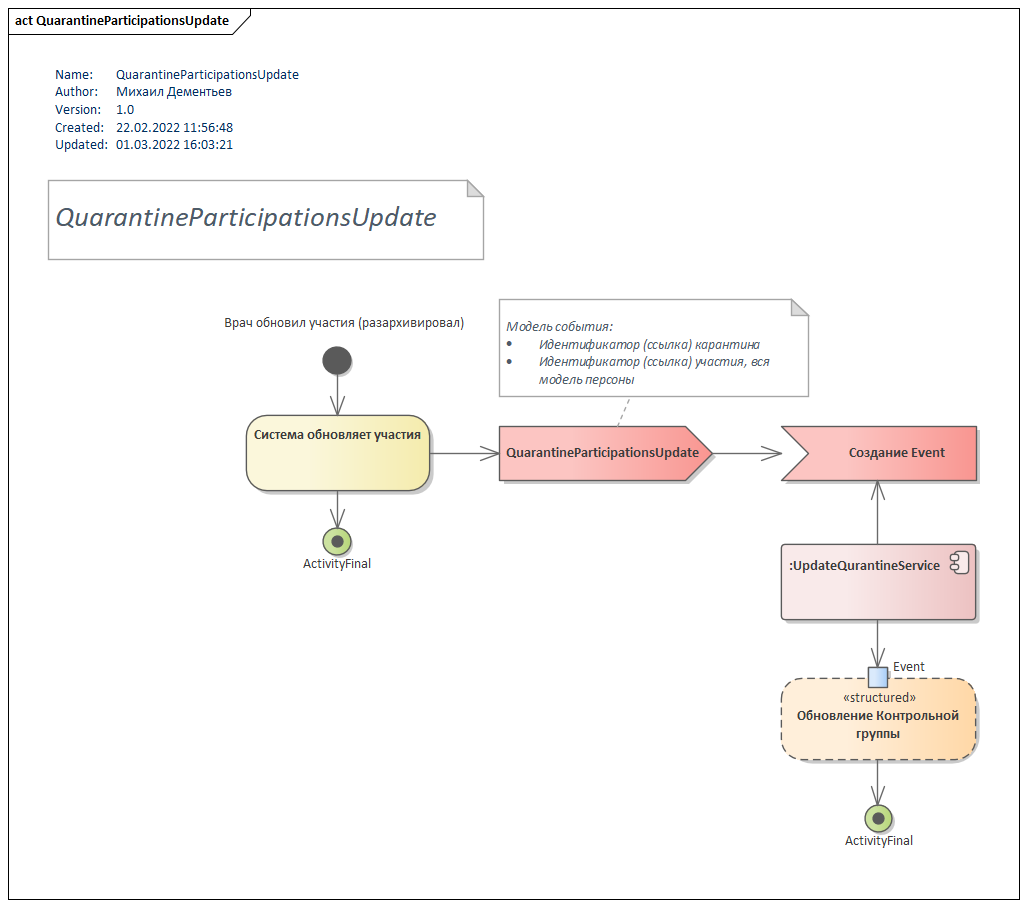 act QuarantineParticipationsUpdate
Name: QuarantineParticipationsUpdate
Author: Михаил Дементьев
Version: 1.0
Created: 22.02.2022 11:56:48
Updated: 01.03.2022 16:03:21
QuarantineParticipationsUpdate
Врач обновил участия (разархивировал)
Модель события:
• Идентификатор (ссылка) карантина
• Идентификатор (ссылка) участия, вся
модель персоны
Система обновляет участия
QuarantineParticipationsUpdate
Создание Event
ActivityFinal
:UpdateQurantineService
Event
«structured»
Обновление Контрольной
группы
ActivityFinal